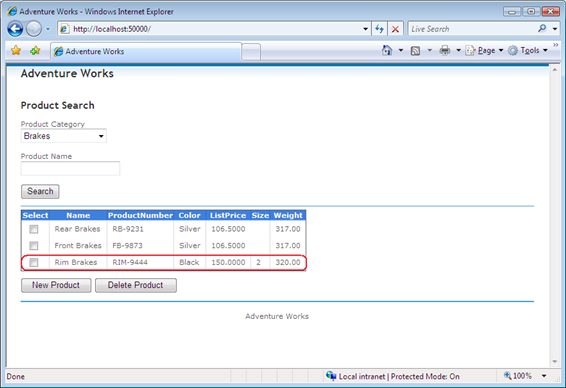 Adventure Works - Windows Internet Explorer
http://localhost:50000/
Live Search
Adventure Works
Page
Tools
Adventure Works
Product Search
Product Category
Brakes
Product Name
Search
Select Name ProductNumber Color ListPrice Size Weight
Rear Brakes RB-9231 Silver 106.5000 317.00
Front Brakes FB-9873 Silver 106.5000 317.00
Rim Brakes RIM-9444 Black 150.0000 2 320.00
New Product Delete Product
Adventure Works
Done Local intranet | Protected Mode: On 100%